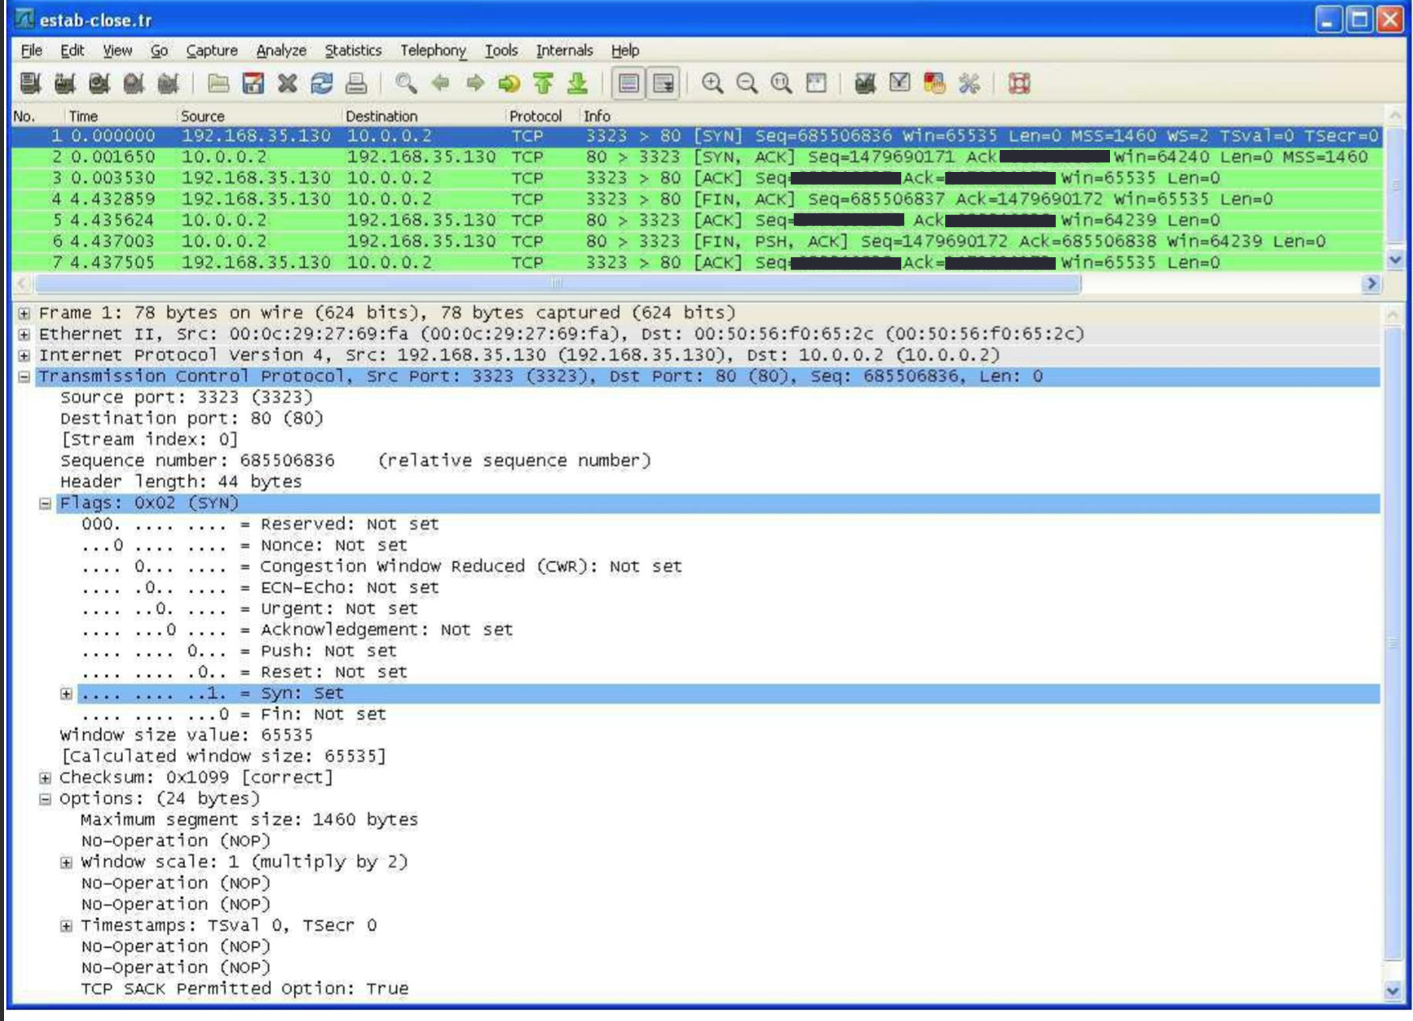 estab-close.tr
File Edit View Go Capture Analyze Statistics Telephony Tools Internals Help
No. Time Source Destination Protocol Info
1 0.000000 192.168.35.130 10.0.0.2 TCP 3323 > 80 [SYN] Seq=685506836 Win=65535 Len=0 MSS=1460 WS=2 TSval=0 TSecr=0
2 0.001650 10.0.0.2 192.168.35.130 TCP 80 > 3323 [SYN, ACK] Seq=1479690171 Ack Win=64240 Len=0 MSS=1460
3 0.003530 192.168.35.130 10.0.0.2 TCP 3323 > 80 [ACK] Seq= Ack= Win=65535 Len=0
4 4.432859 192.168.35.130 10.0.0.2 TCP 3323 > 80 [FIN, ACK] Seq=685506837 Ack=1479690172 Win=65535 Len=0
5 4.435624 10.0.0.2 192.168.35.130 TCP 80 > 3323 [ACK] Seq= Ack= Win=64239 Len=0
6 4.437003 10.0.0.2 192.168.35.130 TCP 80 > 3323 [FIN, PSH, ACK] Seq=1479690172 Ack=685506838 Win=64239 Len=0
7 4.437505 192.168.35.130 10.0.0.2 TCP 3323 > 80 [ACK] Seq= Ack= Win=65535 Len=0
Frame 1: 78 bytes on wire (624 bits), 78 bytes captured (624 bits)
Ethernet II, Src: 00:0c:29:27:69:fa (00:0c:29:27:69:fa), Dst: 00:50:56:f0:65:2c (00:50:56:f0:65:2c)
Internet Protocol Version 4, Src: 192.168.35.130 (192.168.35.130), Dst: 10.0.0.2 (10.0.0.2)
Transmission Control Protocol, Src Port: 3323 (3323), Dst Port: 80 (80), Seq: 685506836, Len: 0
Source port: 3323 (3323)
Destination port: 80 (80)
[Stream index: 0]
Sequence number: 685506836 (relative sequence number)
Header length: 44 bytes
Flags: 0x02 (SYN)
000. .... .... = Reserved: Not set
...0 .... .... = Nonce: Not set
.... 0... .... = Congestion Window Reduced (CWR): Not set
.... .0.. .... = ECN-Echo: Not set
.... ..0. .... = Urgent: Not set
.... ...0 .... = Acknowledgement: Not set
.... .... 0... = Push: Not set
.... .... .0.. = Reset: Not set
.... .... ..1. = Syn: Set
.... .... ...0 = Fin: Not set
Window size value: 65535
[Calculated window size: 65535]
Checksum: 0x1099 [correct]
Options: (24 bytes)
Maximum segment size: 1460 bytes
No-Operation (NOP)
Window scale: 1 (multiply by 2)
No-Operation (NOP)
No-Operation (NOP)
Timestamps: TSval 0, TSecr 0
No-Operation (NOP)
No-Operation (NOP)
TCP SACK Permitted Option: True